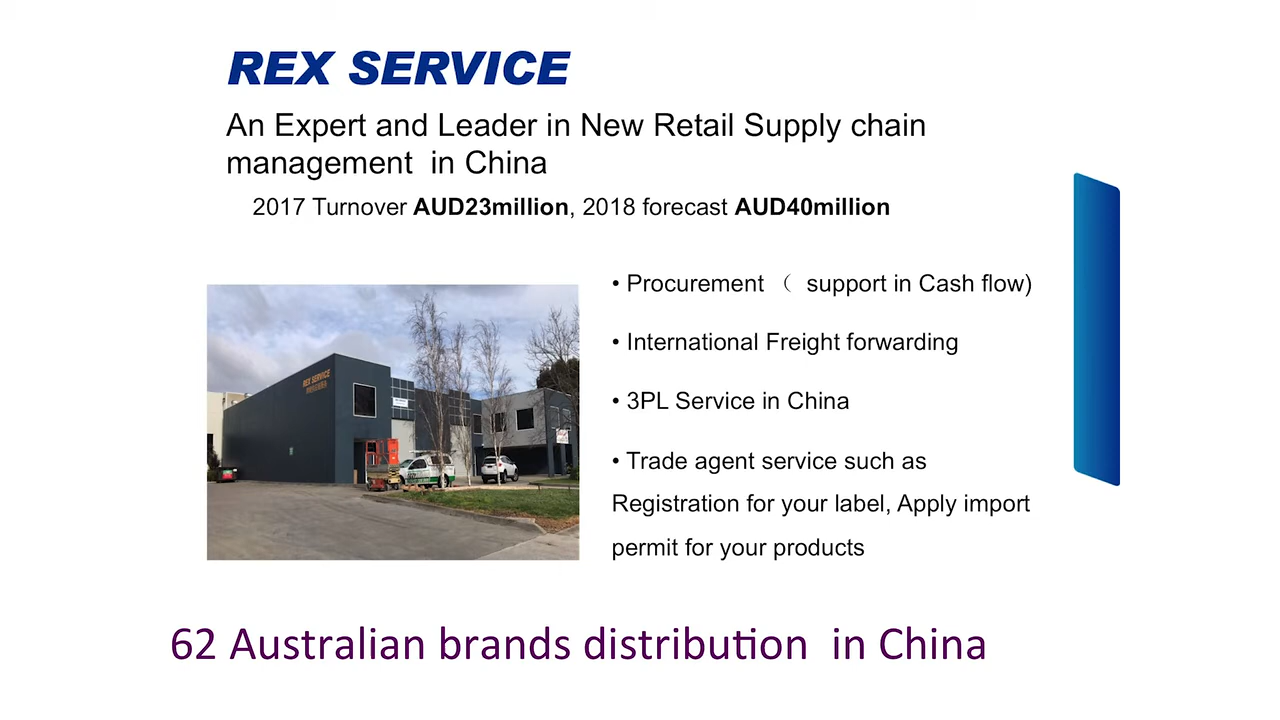 REX SERVICE
An Expert and Leader in New Retail Supply chain
management in China
2017 Turnover AUD23million, 2018 forecast AUD40million
• Procurement （ support in Cash flow)
• International Freight forwarding
• 3PL Service in China
• Trade agent service such as
Registration for your label, Apply import
permit for your products
REX SERVICE
62 Australian brands distribution in China